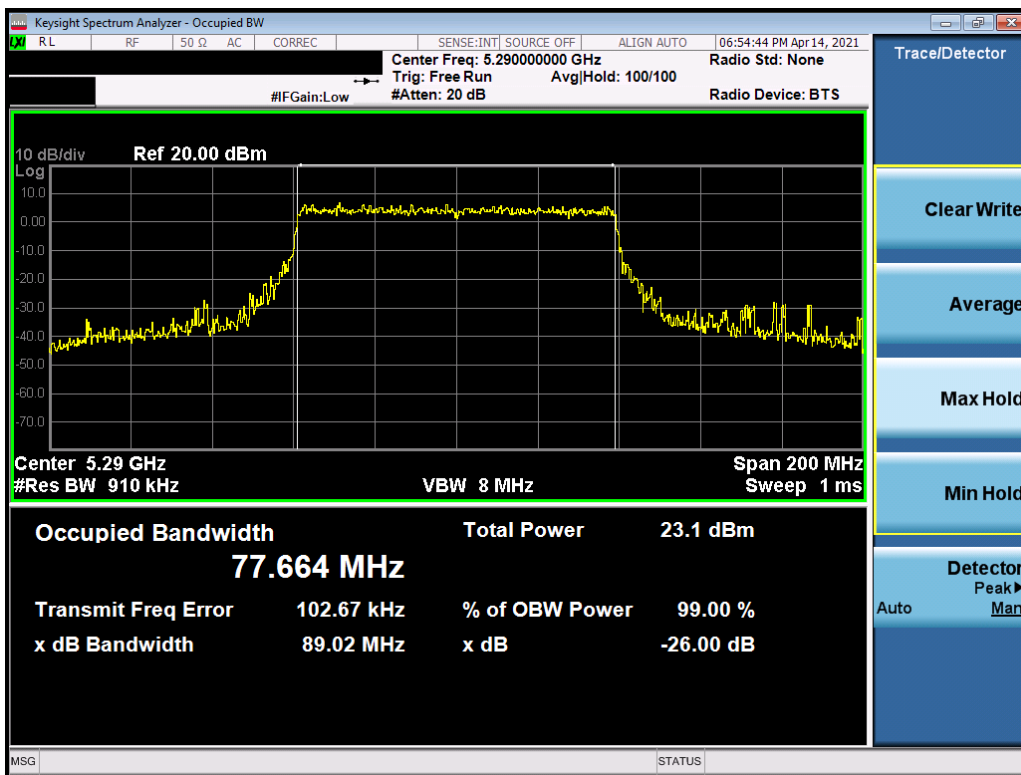 Keysight Spectrum Analyzer - Occupied BW
LXI RL RF 50 Ω AC CORREC SENSE:INT SOURCE OFF ALIGN AUTO 06:54:44 PM Apr 14, 2021
Center Freq: 5.290000000 GHz Radio Std: None
Trig: Free Run Avg|Hold: 100/100
#IFGain:Low #Atten: 20 dB Radio Device: BTS
10 dB/div Ref 20.00 dBm
Log
10.0
0.00
-10.0
-20.0
-30.0
-40.0
-50.0
-60.0
-70.0
Center 5.29 GHz Span 200 MHz
#Res BW 910 kHz VBW 8 MHz Sweep 1 ms
Occupied Bandwidth Total Power 23.1 dBm
77.664 MHz
Transmit Freq Error 102.67 kHz % of OBW Power 99.00 %
x dB Bandwidth 89.02 MHz x dB -26.00 dB
MSG STATUS
Trace/Detector
Clear Write
Average
Max Hold
Min Hold
Detector
Peak▶
Auto Man